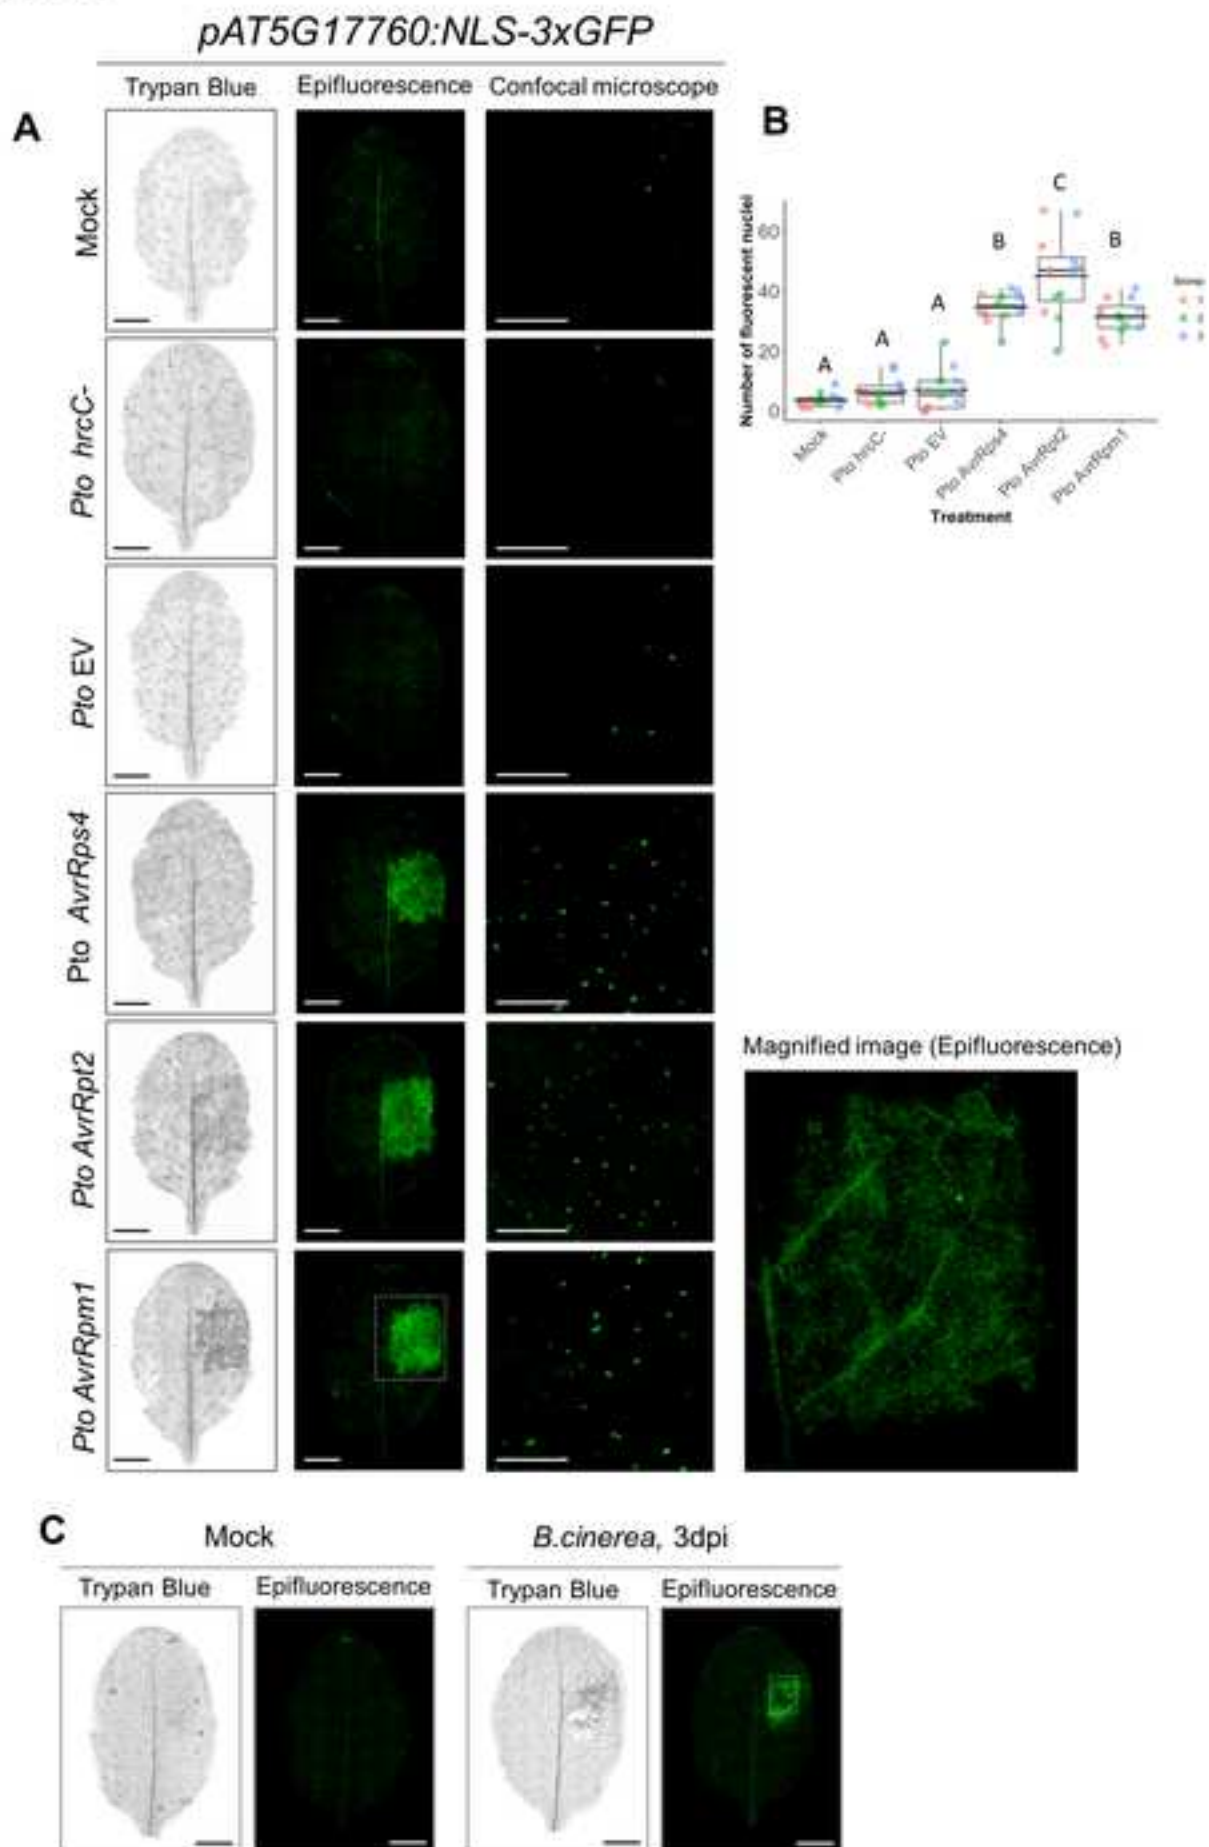 pAT5G17760:NLS-3xGFP
Trypan Blue
Epifluorescence
Confocal microscope
A
Mock
Pto hrcC-
Pto EV
Pto AvrRps4
Pto AvrRpt2
Pto AvrRpm1
B
Number of fluorescent nuclei
60
40
20
0
A
A
A
B
C
B
Mock
Pto hrcC-
Pto EV
Pto AvrRps4
Pto AvrRpt2
Pto AvrRpm1
Treatment
Magnified image (Epifluorescence)
C
Mock
B.cinerea, 3dpi
Trypan Blue
Epifluorescence
Trypan Blue
Epifluorescence